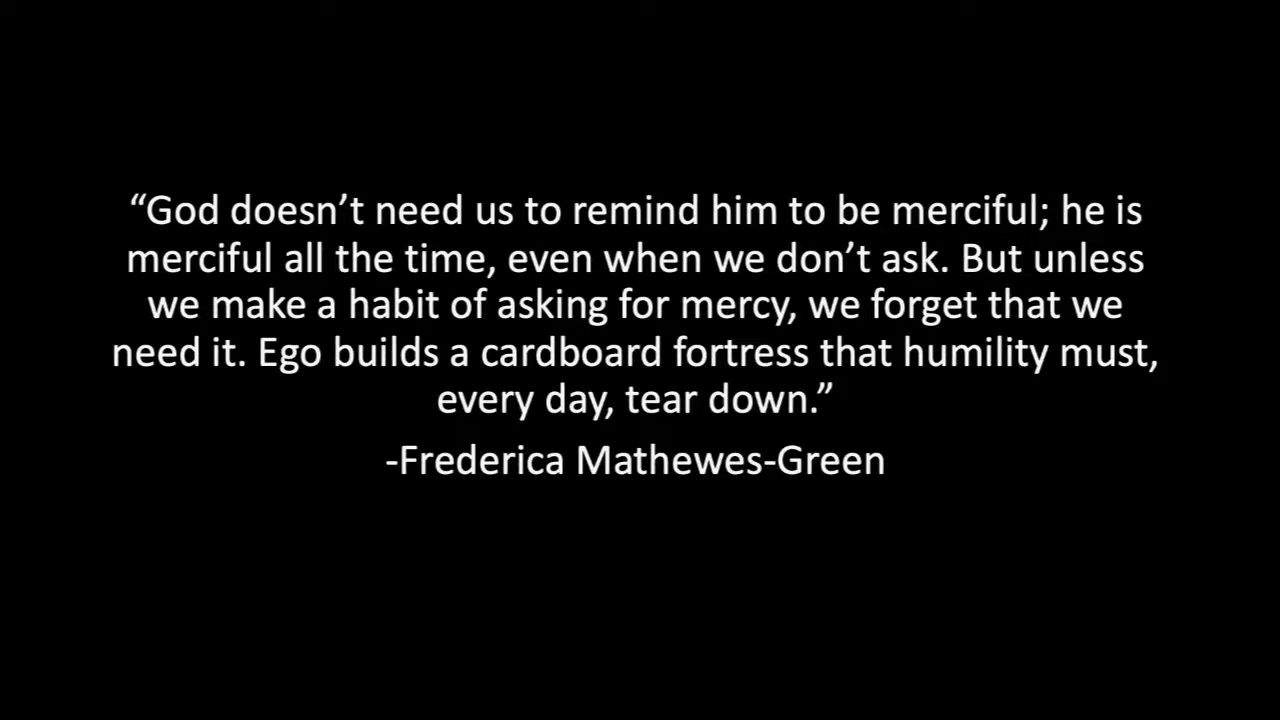 “God doesn’t need us to remind him to be merciful; he is
merciful all the time, even when we don’t ask. But unless
we make a habit of asking for mercy, we forget that we
need it. Ego builds a cardboard fortress that humility must,
every day, tear down.”
-Frederica Mathewes-Green